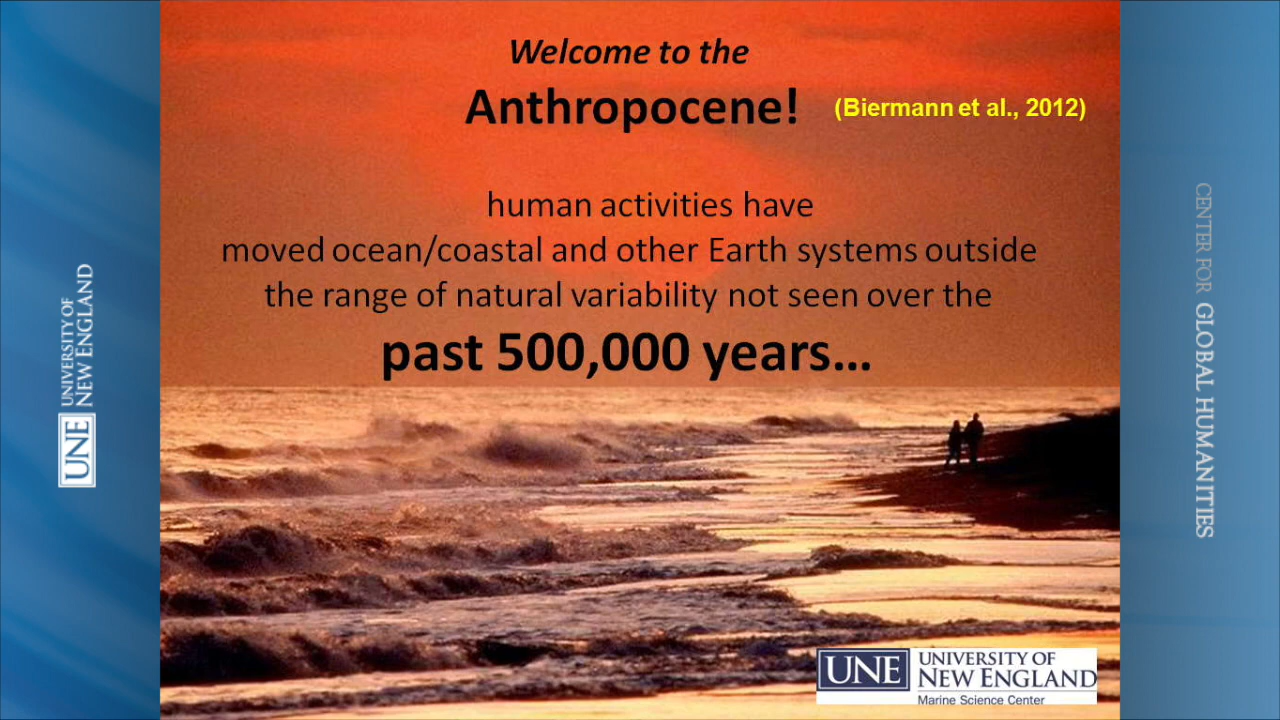 Welcome to the
Anthropocene!
(Biermann et al., 2012)
human activities have
moved ocean/coastal and other Earth systems outside
the range of natural variability not seen over the
past 500,000 years...
UNE
UNIVERSITY OF
NEW ENGLAND
Marine Science Center
UNE
UNIVERSITY OF
NEW ENGLAND
CENTER FOR GLOBAL HUMANITIES